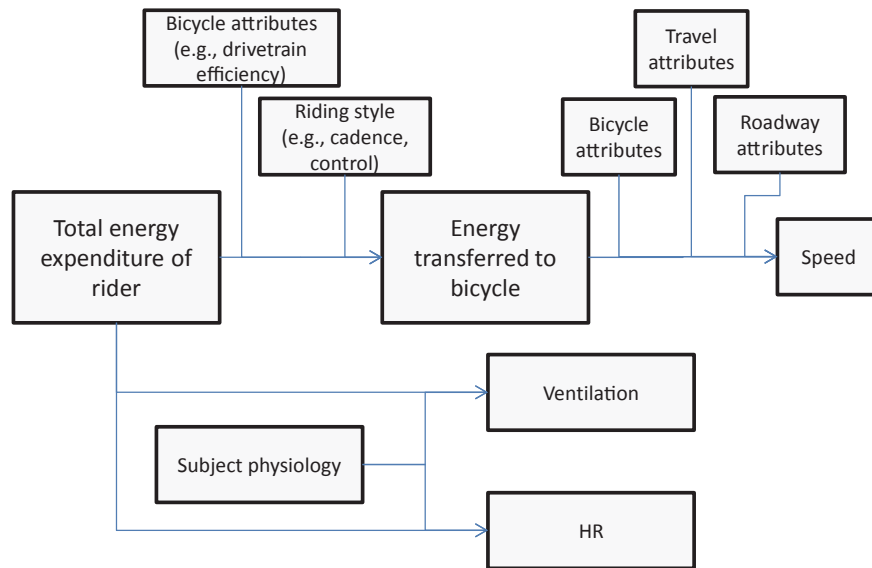 Bicycle attributes
(e.g., drivetrain
efficiency)
Travel
attributes
Riding style
(e.g., cadence,
control)
Bicycle
attributes
Roadway
attributes
Total energy
expenditure of
rider
Energy
transferred to
bicycle
Speed
Ventilation
Subject physiology
HR